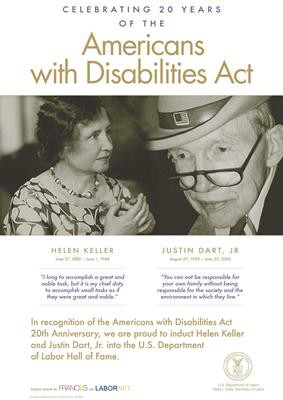 CELEBRATING 20 YEARS
OF THE
Americans
with Disabilities Act
HELEN KELLER
June 27, 1880 – June 1, 1968
"I long to accomplish a great and
noble task, but it is my chief duty
to accomplish small tasks as if
they were great and noble."
JUSTIN DART, JR
August 29, 1930 – June 22, 2002
"You can not be responsible for
your own family without being
responsible for the society and the
environment in which they live."
In recognition of the Americans with Disabilities Act
20th Anniversary, we are proud to induct Helen Keller
and Justin Dart, Jr. into the U.S. Department
of Labor Hall of Fame.
Learn more in FRANCES on LABORNET.
U.S. Department of Labor
Hilda L. Solis, Secretary of Labor